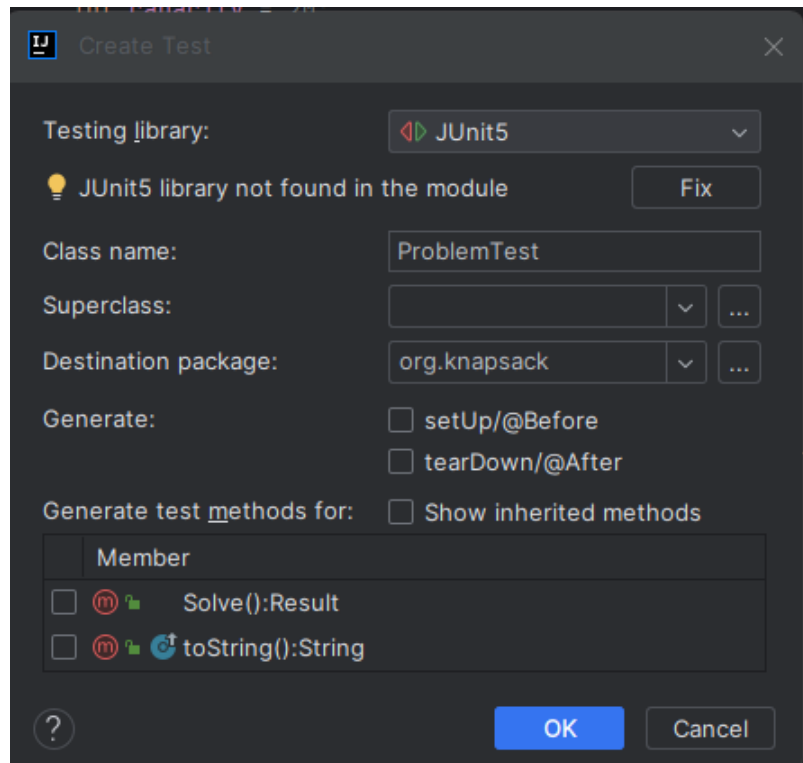 IJ
Create Test
Testing library:
JUnit5
JUnit5 library not found in the module
Fix
Class name:
ProblemTest
Superclass:
...
Destination package:
org.knapsack
...
Generate:
setUp/@Before
tearDown/@After
Generate test methods for:
Show inherited methods
Member
m
Solve():Result
m
toString():String
?
OK
Cancel